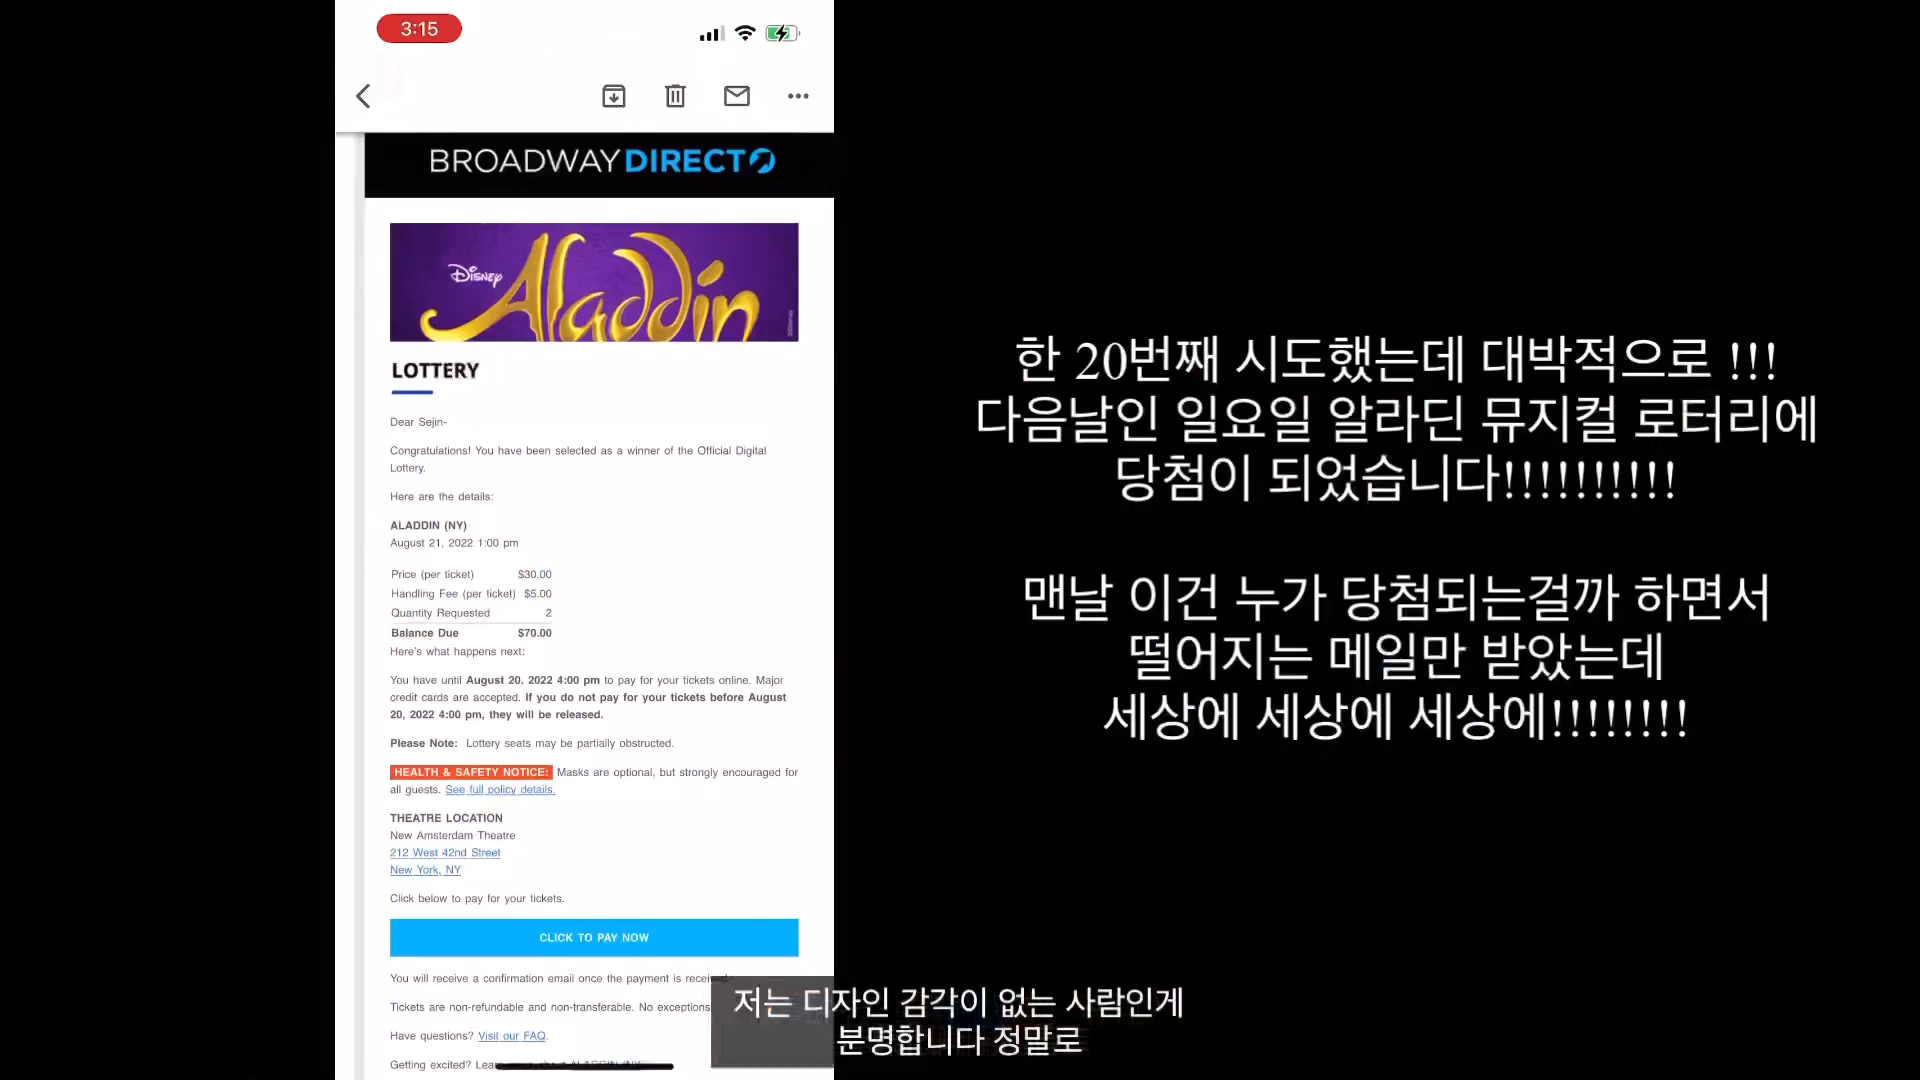 3:15
BROADWAY DIRECT
DISNEY Aladdin
©Disney
LOTTERY
Dear Sejin-
Congratulations! You have been selected as a winner of the Official Digital
Lottery.
Here are the details:
ALADDIN (NY)
August 21, 2022 1:00 pm
Price (per ticket) $30.00
Handling Fee (per ticket) $5.00
Quantity Requested 2
Balance Due $70.00
Here's what happens next:
You have until August 20, 2022 4:00 pm to pay for your tickets online. Major
credit cards are accepted. If you do not pay for your tickets before August
20, 2022 4:00 pm, they will be released.
Please Note: Lottery seats may be partially obstructed.
HEALTH & SAFETY NOTICE: Masks are optional, but strongly encouraged for
all guests. See full policy details.
THEATRE LOCATION
New Amsterdam Theatre
212 West 42nd Street
New York, NY
Click below to pay for your tickets.
CLICK TO PAY NOW
You will receive a confirmation email once the payment is received.
Tickets are non-refundable and non-transferable. No exceptions
Have questions? Visit our FAQ.
Getting excited?
한 20번째 시도했는데 대박적으로 !!!
다음날인 일요일 알라딘 뮤지컬 로터리에
당첨이 되었습니다!!!!!!!!!!
맨날 이건 누가 당첨되는걸까 하면서
떨어지는 메일만 받았는데
세상에 세상에 세상에!!!!!!!!
저는 디자인 감각이 없는 사람인게
분명합니다 정말로